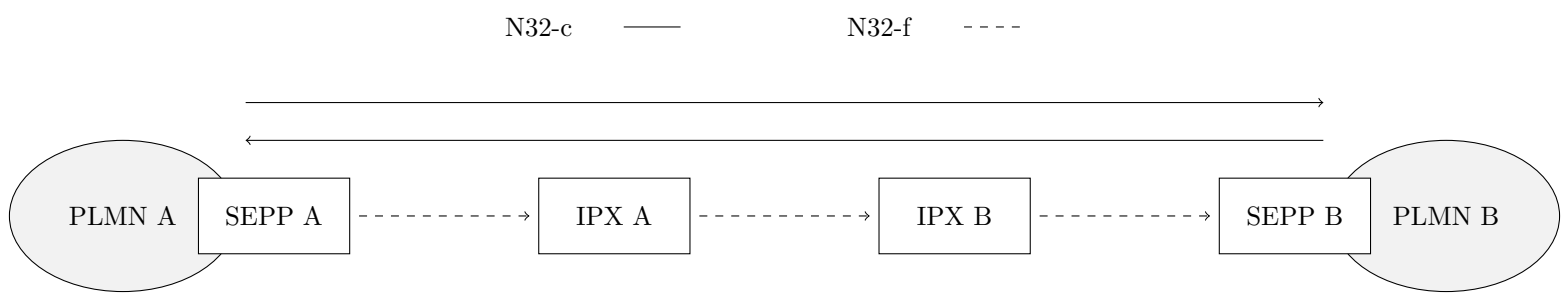 N32-c N32-f
PLMN A SEPP A IPX A IPX B SEPP B PLMN B